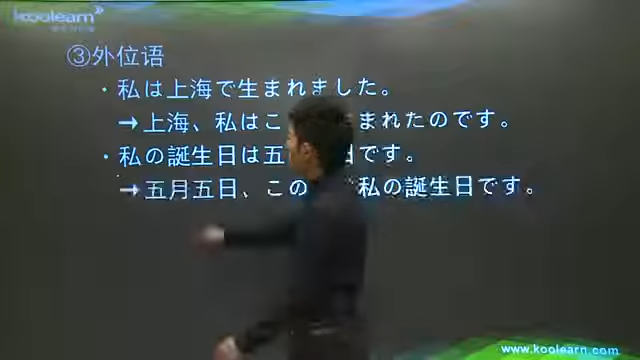 koolearn
③外位语
・私は上海で生まれました。
→上海、私はこ まれたのです。
・私の誕生日は五 日です。
→五月五日、この 私の誕生日です。
www.koolearn.com